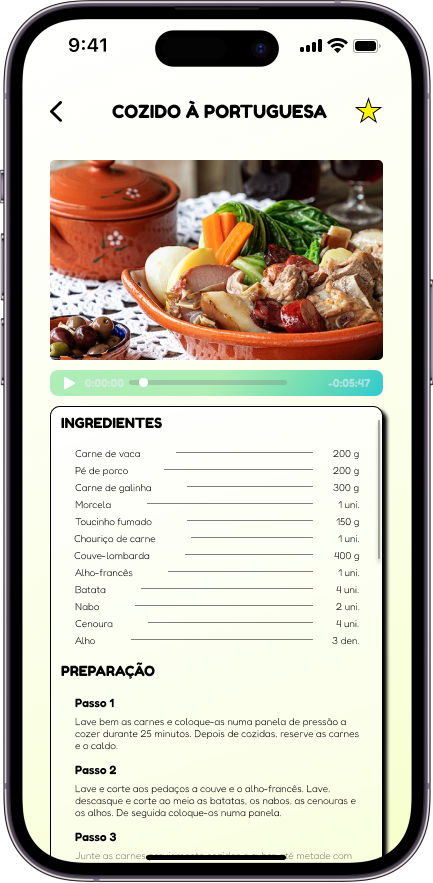 9:41
COZIDO À PORTUGUESA
0:00:00 -0:05:47
INGREDIENTES
Carne de vaca 200 g
Pé de porco 200 g
Carne de galinha 300 g
Morcela 1 uni.
Toucinho fumado 150 g
Chouriço de carne 1 uni.
Couve-lombarda 400 g
Alho-francês 1 uni.
Batata 4 uni.
Nabo 2 uni.
Cenoura 4 uni.
Alho 3 den.
PREPARAÇÃO
Passo 1
Lave bem as carnes e coloque-as numa panela de pressão a
cozer durante 25 minutos. Depois de cozidas, reserve as carnes
e o caldo.
Passo 2
Lave e corte aos pedaços a couve e o alho-francês. Lave,
descasque e corte ao meio as batatas, os nabos, as cenouras e
os alhos. De seguida coloque-os numa panela.
Passo 3
Junte as carnes até metade com